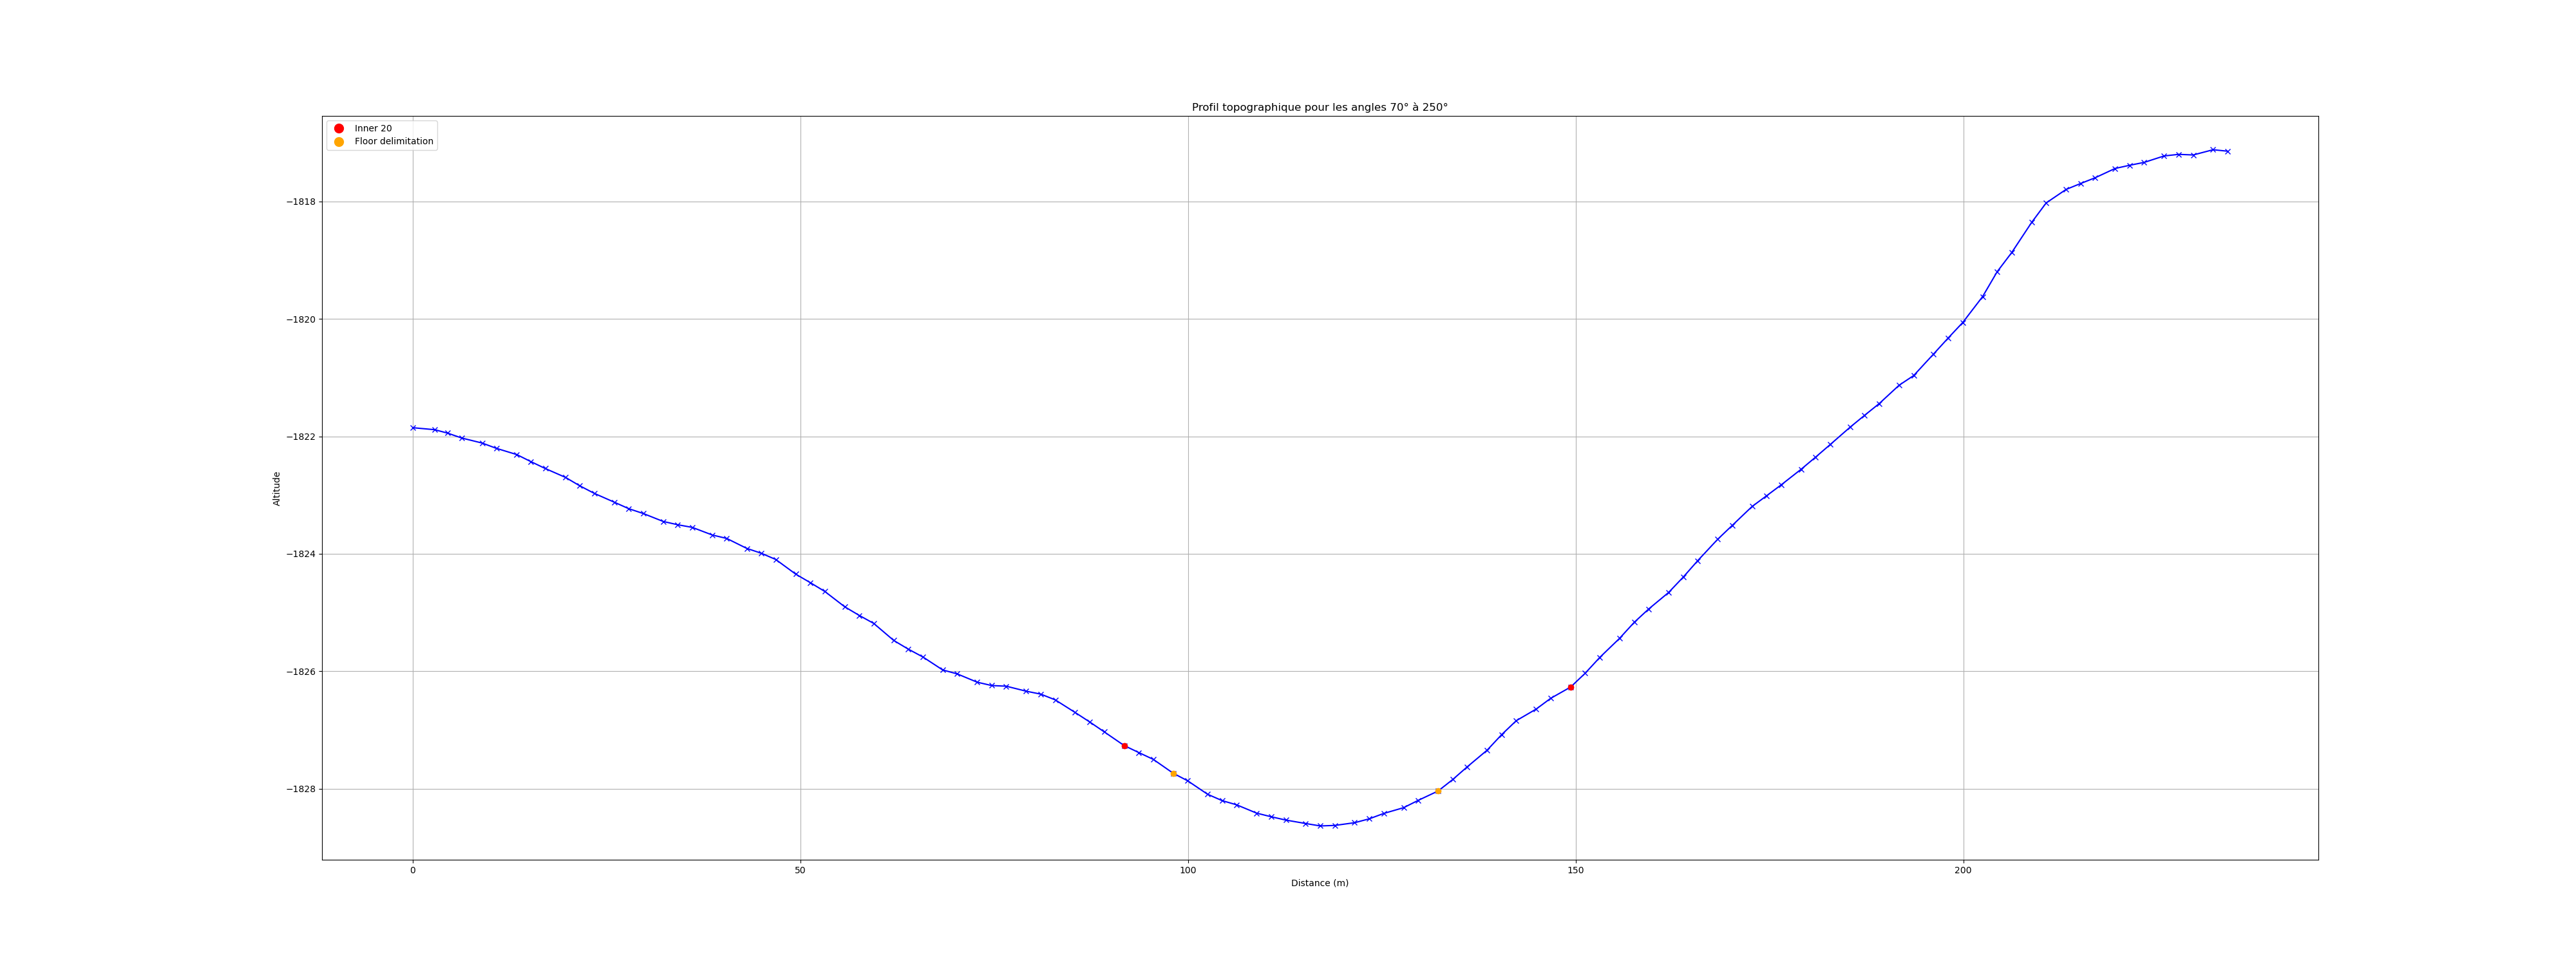 Profil topographique pour les angles 70° à 250°
Inner 20
Floor delimitation
−1818
−1820
−1822
−1824
−1826
−1828
Altitude
0 50 100 150 200
Distance (m)